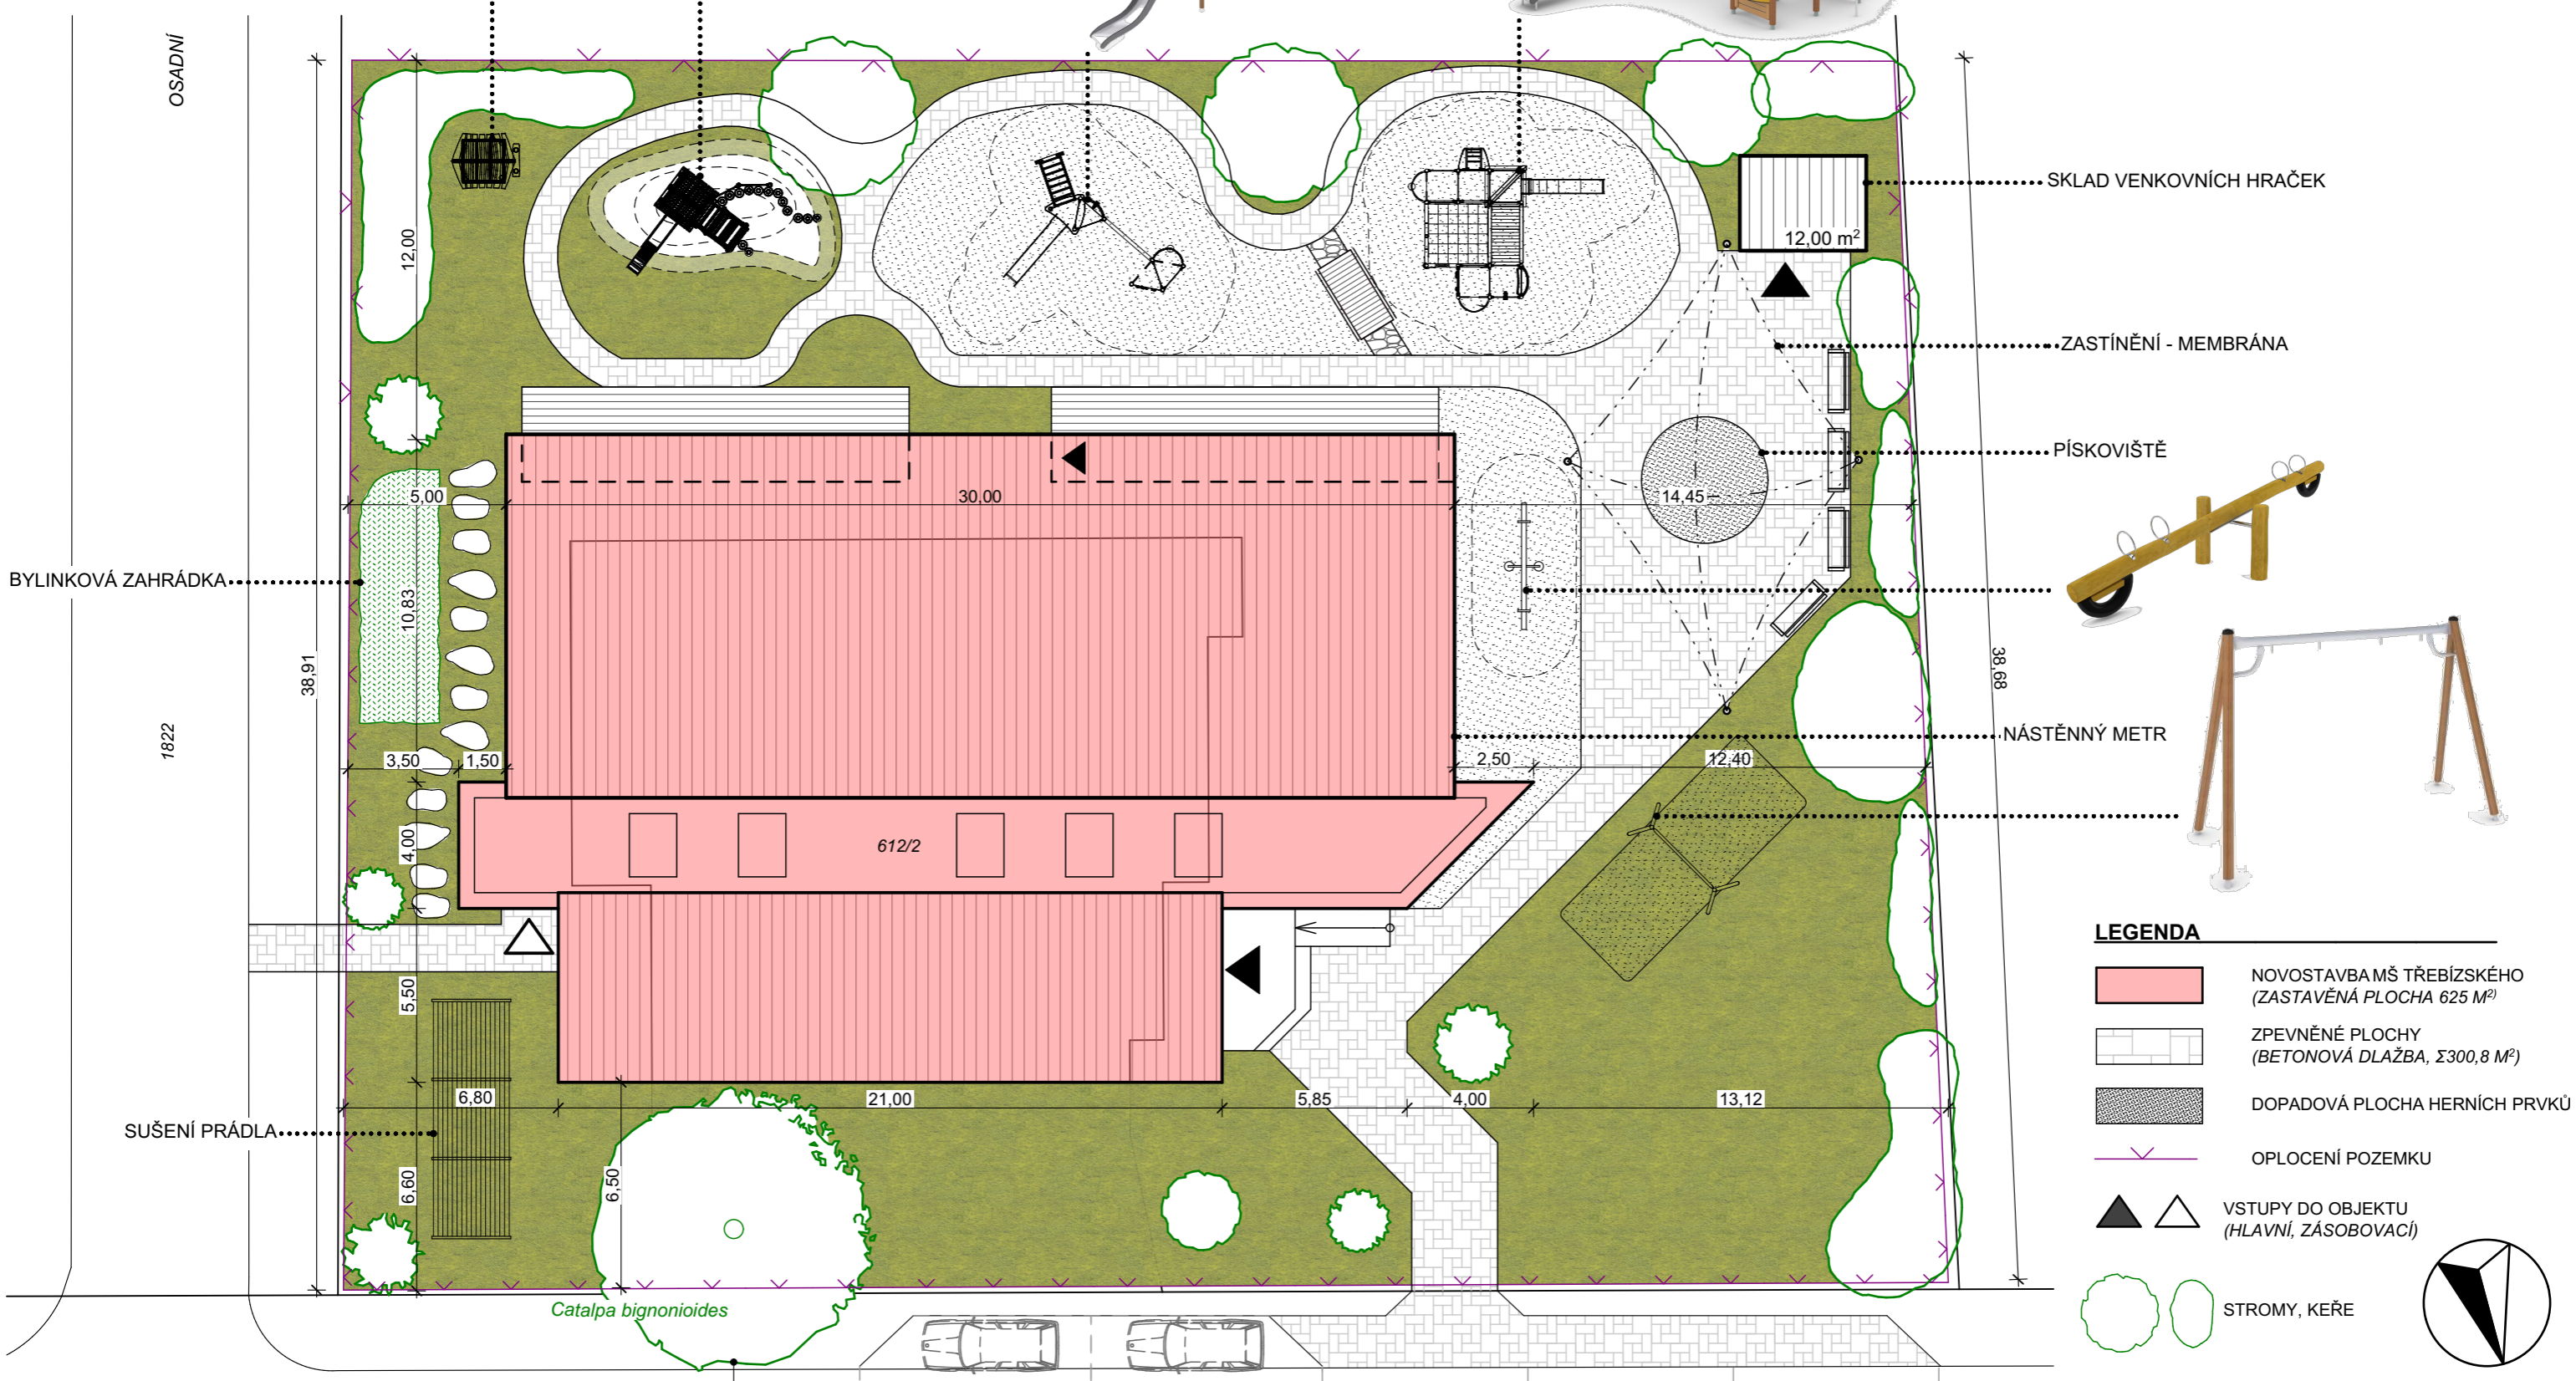 OSADNÍ
12,00
12,00 m²
SKLAD VENKOVNÍCH HRAČEK
ZASTÍNĚNÍ - MEMBRÁNA
PÍSKOVIŠTĚ
5,00
30,00
14,45
BYLINKOVÁ ZAHRÁDKA
10,83
38,91
38,68
1822
NÁSTĚNNÝ METR
3,50
1,50
2,50
12,40
4,00
612/2
5,50
6,80
21,00
5,85
4,00
13,12
SUŠENÍ PRÁDLA
6,60
6,50
Catalpa bignonioides
LEGENDA
NOVOSTAVBA MŠ TŘEBÍZSKÉHO
(ZASTAVĚNÁ PLOCHA 625 M²)
ZPEVNĚNÉ PLOCHY
(BETONOVÁ DLAŽBA, Σ300,8 M²)
DOPADOVÁ PLOCHA HERNÍCH PRVKŮ
OPLOCENÍ POZEMKU
VSTUPY DO OBJEKTU
(HLAVNÍ, ZÁSOBOVACÍ)
STROMY, KEŘE